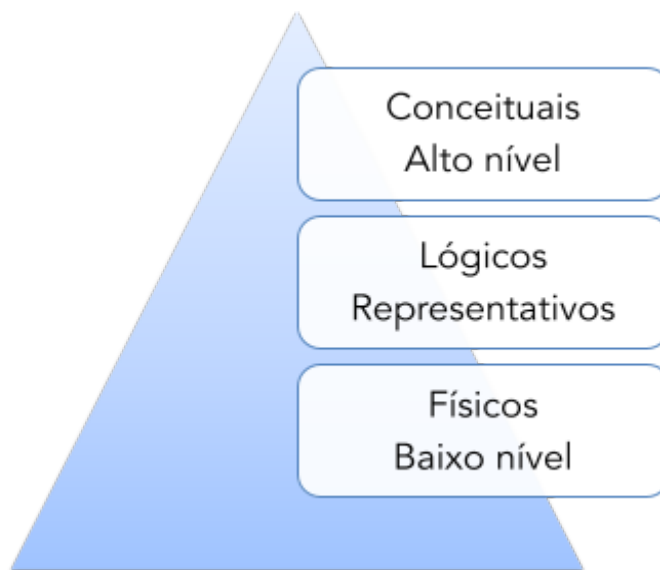 Conceituais
Alto nível
Lógicos
Representativos
Físicos
Baixo nível